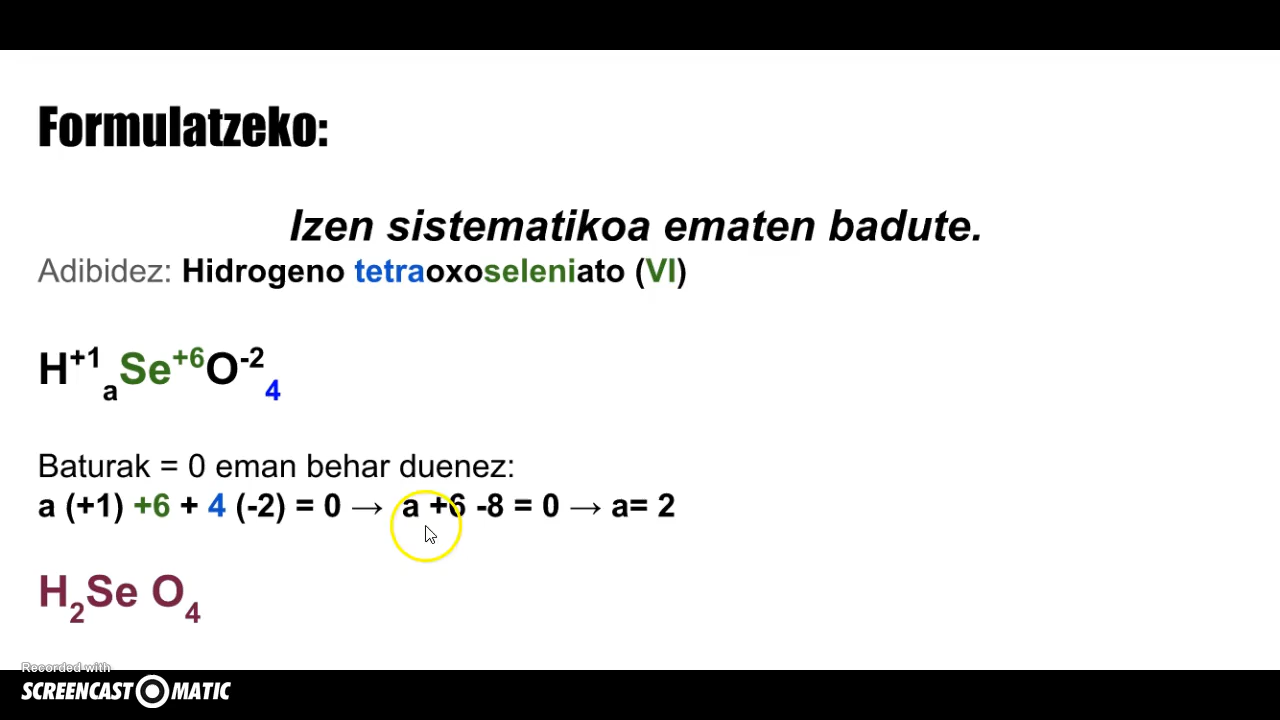 Formulatzeko:
Izen sistematikoa ematen badute.
Adibidez: Hidrogeno tetraoxoseleniato (VI)
H⁺¹ₐSe⁺⁶O⁻²₄
Baturak = 0 eman behar duenez:
a (+1) +6 + 4 (-2) = 0 → a +6 -8 = 0 → a= 2
H₂Se O₄
Recorded with
SCREENCAST O MATIC